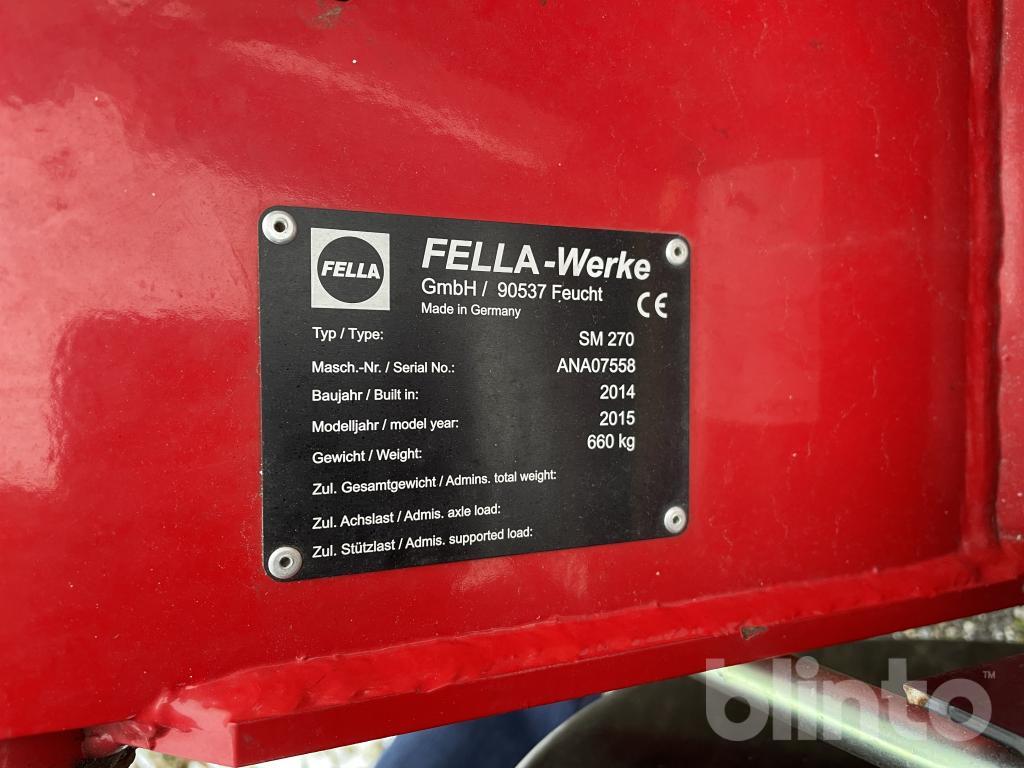 FELLA
FELLA-Werke
GmbH / 90537 Feucht
Made in Germany
CE
Typ / Type: SM 270
Masch.-Nr. / Serial No.: ANA07558
Baujahr / Built in: 2014
Modelljahr / model year: 2015
Gewicht / Weight: 660 kg
Zul. Gesamtgewicht / Admins. total weight:
Zul. Achslast / Admis. axle load:
Zul. Stützlast / Admis. supported load:
blinto™